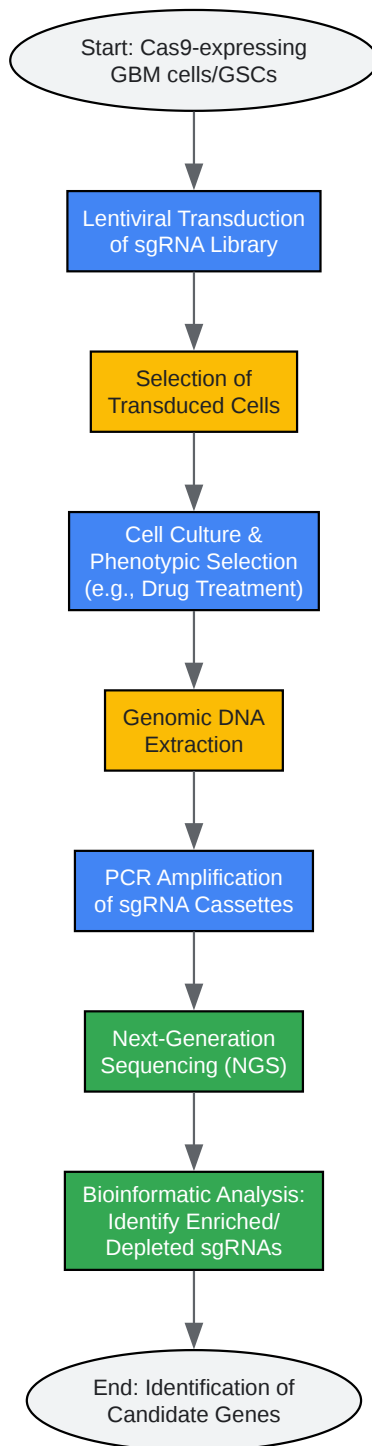 Start: Cas9-expressing
GBM cells/GSCs
Lentiviral Transduction
of sgRNA Library
Selection of
Transduced Cells
Cell Culture &
Phenotypic Selection
(e.g., Drug Treatment)
Genomic DNA
Extraction
PCR Amplification
of sgRNA Cassettes
Next-Generation
Sequencing (NGS)
Bioinformatic Analysis:
Identify Enriched/
Depleted sgRNAs
End: Identification of
Candidate Genes